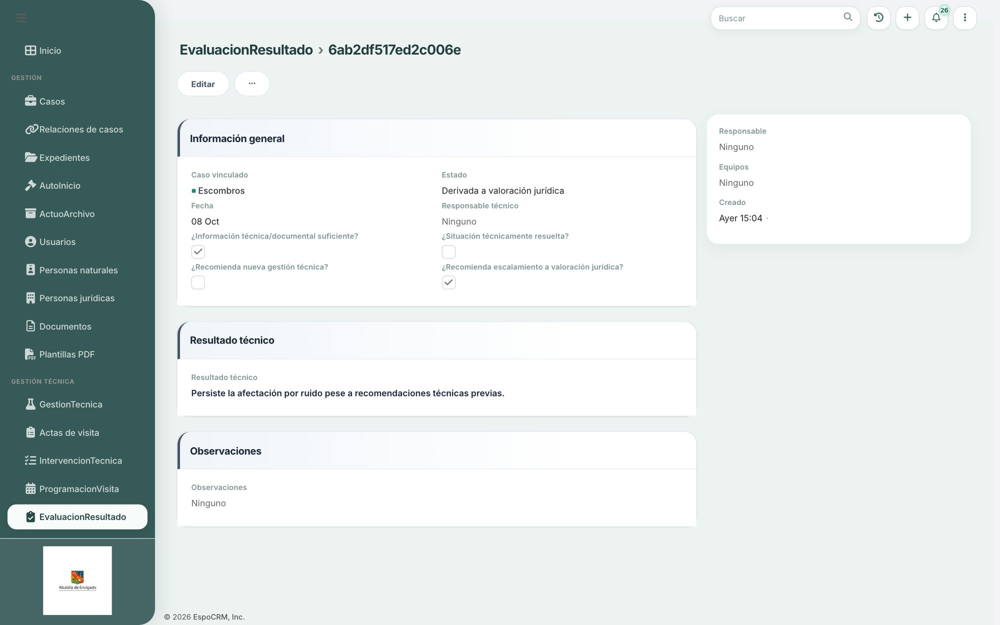 Buscar
26
Inicio
GESTIÓN
Casos
Relaciones de casos
Expedientes
AutoInicio
ActuoArchivo
Usuarios
Personas naturales
Personas jurídicas
Documentos
Plantillas PDF
GESTIÓN TÉCNICA
GestionTecnica
Actas de visita
IntervencionTecnica
ProgramacionVisita
EvaluacionResultado
Alcaldía de Envigado
EvaluacionResultado › 6ab2df517ed2c006e
Editar
···
Información general
Caso vinculado
Escombros
Estado
Derivada a valoración jurídica
Fecha
08 Oct
Responsable técnico
Ninguno
¿Información técnica/documental suficiente?
¿Situación técnicamente resuelta?
¿Recomienda nueva gestión técnica?
¿Recomienda escalamiento a valoración jurídica?
Resultado técnico
Resultado técnico
Persiste la afectación por ruido pese a recomendaciones técnicas previas.
Observaciones
Observaciones
Ninguno
Responsable
Ninguno
Equipos
Ninguno
Creado
Ayer 15:04 ·
© 2026 EspoCRM, Inc.